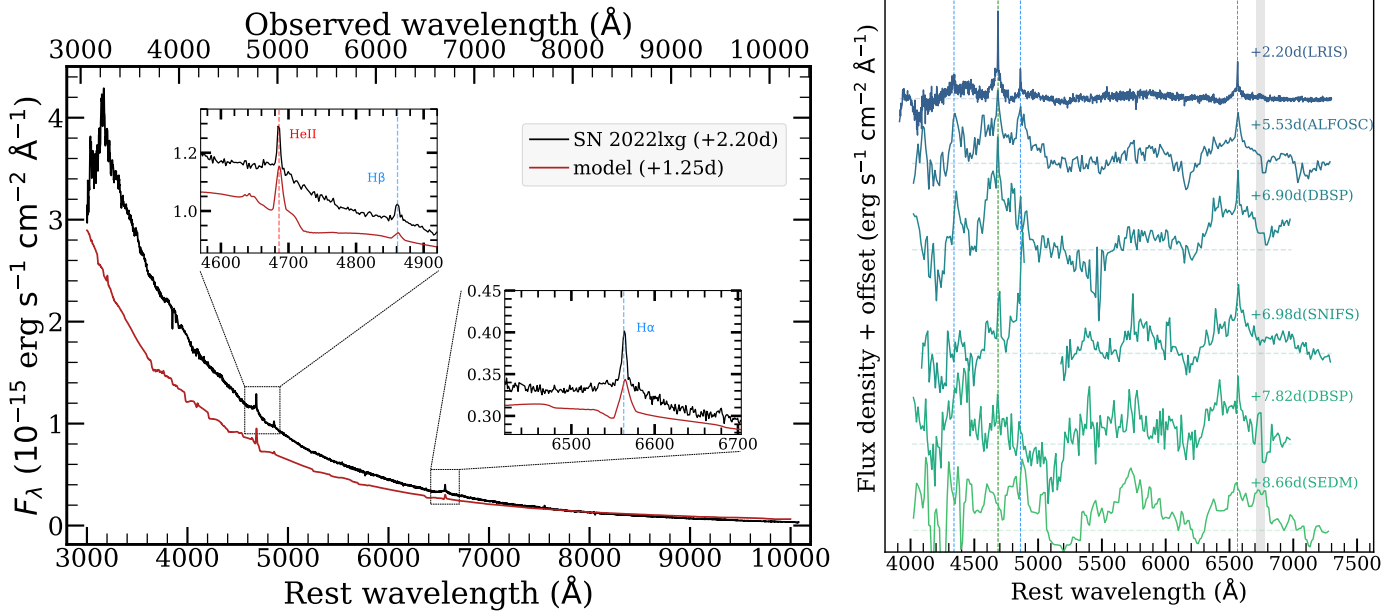 Observed wavelength (Å)
3000 4000 5000 6000 7000 8000 9000 10000
F_λ (10⁻¹⁵ erg s⁻¹ cm⁻² Å⁻¹)
4
3
2
1
0
SN 2022lxg (+2.20d)
model (+1.25d)
HeII
Hβ
1.2
1.0
4600 4700 4800 4900
Hα
0.45
0.40
0.35
0.33
0.30
6500 6600 6700
3000 4000 5000 6000 7000 8000 9000 10000
Rest wavelength (Å)
Flux density + offset (erg s⁻¹ cm⁻² Å⁻¹)
+2.20d(LRIS)
+5.53d(ALFOSC)
+6.90d(DBSP)
+6.98d(SNIFS)
+7.82d(DBSP)
+8.66d(SEDM)
4000 4500 5000 5500 6000 6500 7000 7500
Rest wavelength (Å)